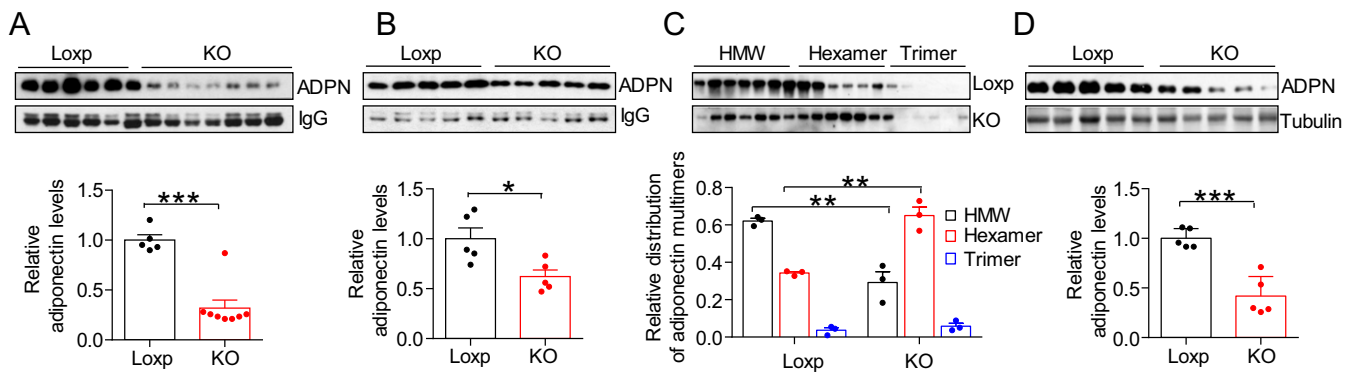 A
Loxp KO
ADPN
IgG
Relative
adiponectin levels
1.5
1.0
0.5
0.0
***
Loxp KO
B
Loxp KO
ADPN
IgG
Relative
adiponectin levels
1.5
1.0
0.5
0.0
*
Loxp KO
C
HMW Hexamer Trimer
Loxp
KO
Relative distribution
of adiponectin multimers
0.8
0.6
0.4
0.2
0.0
**
**
HMW
Hexamer
Trimer
Loxp KO
D
Loxp KO
ADPN
Tubulin
Relative
adiponectin levels
1.5
1.0
0.5
0.0
***
Loxp KO